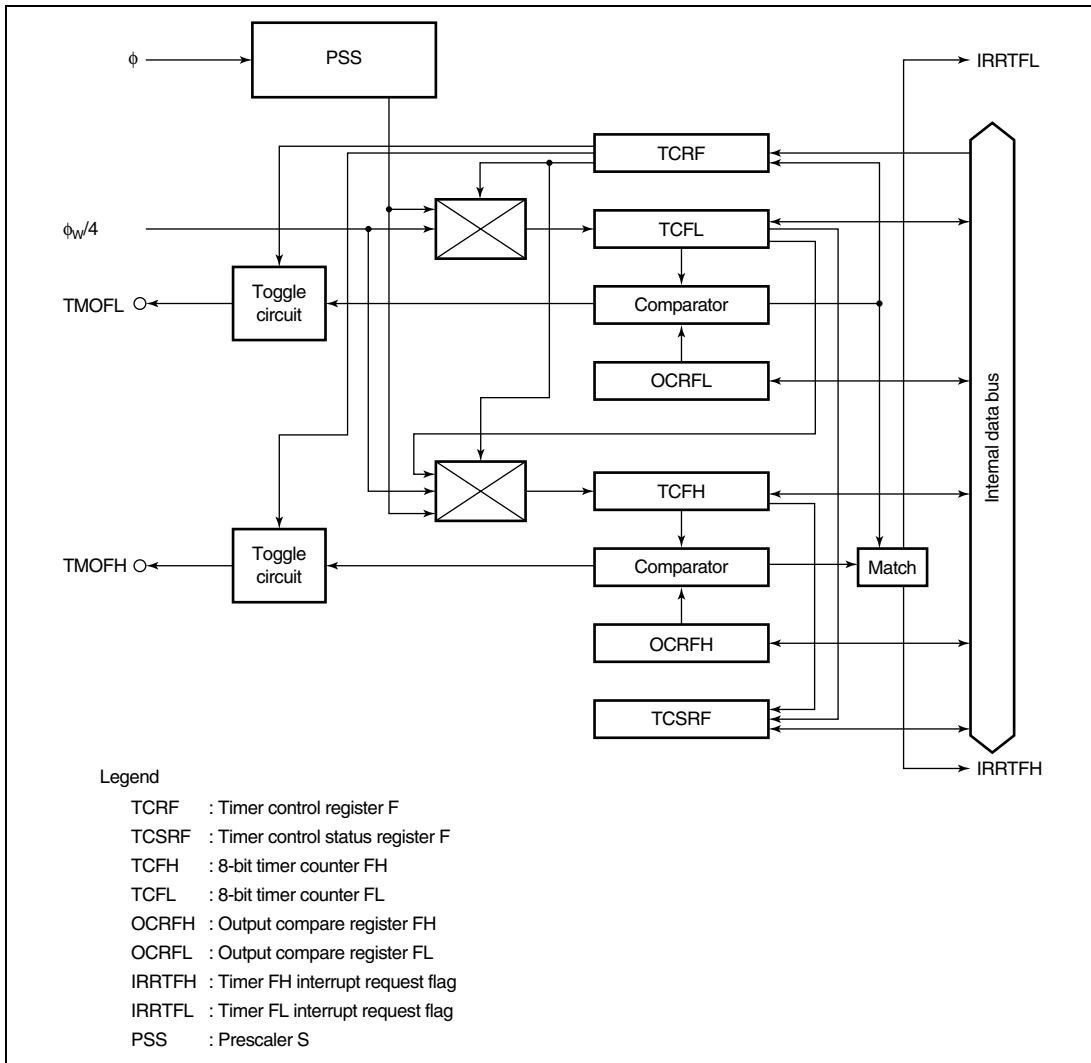 ϕ
PSS
IRRTFL
TCRF
ϕW/4
TCFL
TMOFL
Toggle
circuit
Comparator
OCRFL
Internal data bus
TCFH
TMOFH
Toggle
circuit
Comparator
Match
OCRFH
TCSRF
IRRTFH
Legend
TCRF : Timer control register F
TCSRF : Timer control status register F
TCFH : 8-bit timer counter FH
TCFL : 8-bit timer counter FL
OCRFH : Output compare register FH
OCRFL : Output compare register FL
IRRTFH : Timer FH interrupt request flag
IRRTFL : Timer FL interrupt request flag
PSS : Prescaler S